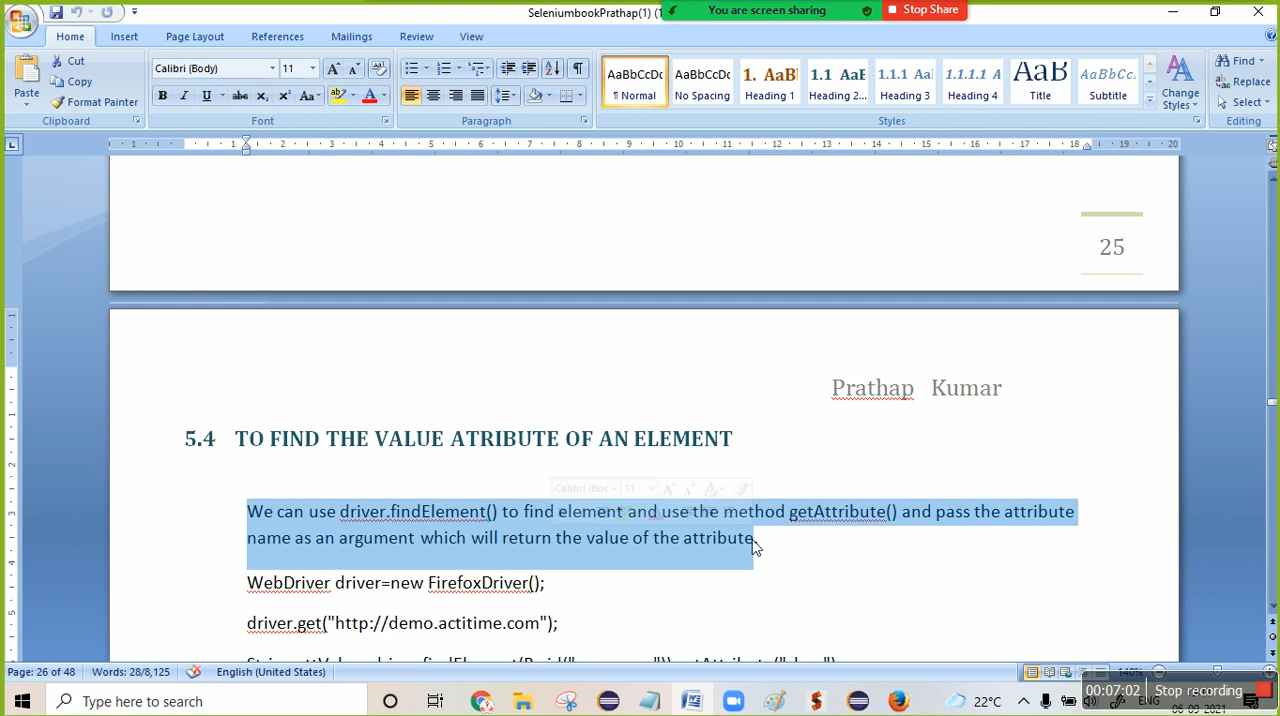 SeleniumbookPrathap(1) (1
You are screen sharing
Stop Share
Home Insert Page Layout References Mailings Review View
Cut
Copy
Format Painter
Paste
Calibri (Body) 11
AaBbCcDc AaBbCcDc 1. AaB 1.1 AaE 1.1.1 Aa 1.1.1.1 A AaB AaBbCc.
¶ Normal No Spacing Heading 1 Heading 2... Heading 3 Heading 4 Title Subtitle
Change Styles
Find
Replace
Select
Clipboard Font Paragraph Styles Editing
25
Prathap Kumar
5.4 TO FIND THE VALUE ATRIBUTE OF AN ELEMENT
We can use driver.findElement() to find element and use the method getAttribute() and pass the attribute
name as an argument which will return the value of the attribute
WebDriver driver=new FirefoxDriver();
driver.get("http://demo.actitime.com");
Page: 26 of 48 Words: 28/8,125 English (United States) 140%
Type here to search
22°C
ENG
00:07:02 Stop recording
06-09-2021